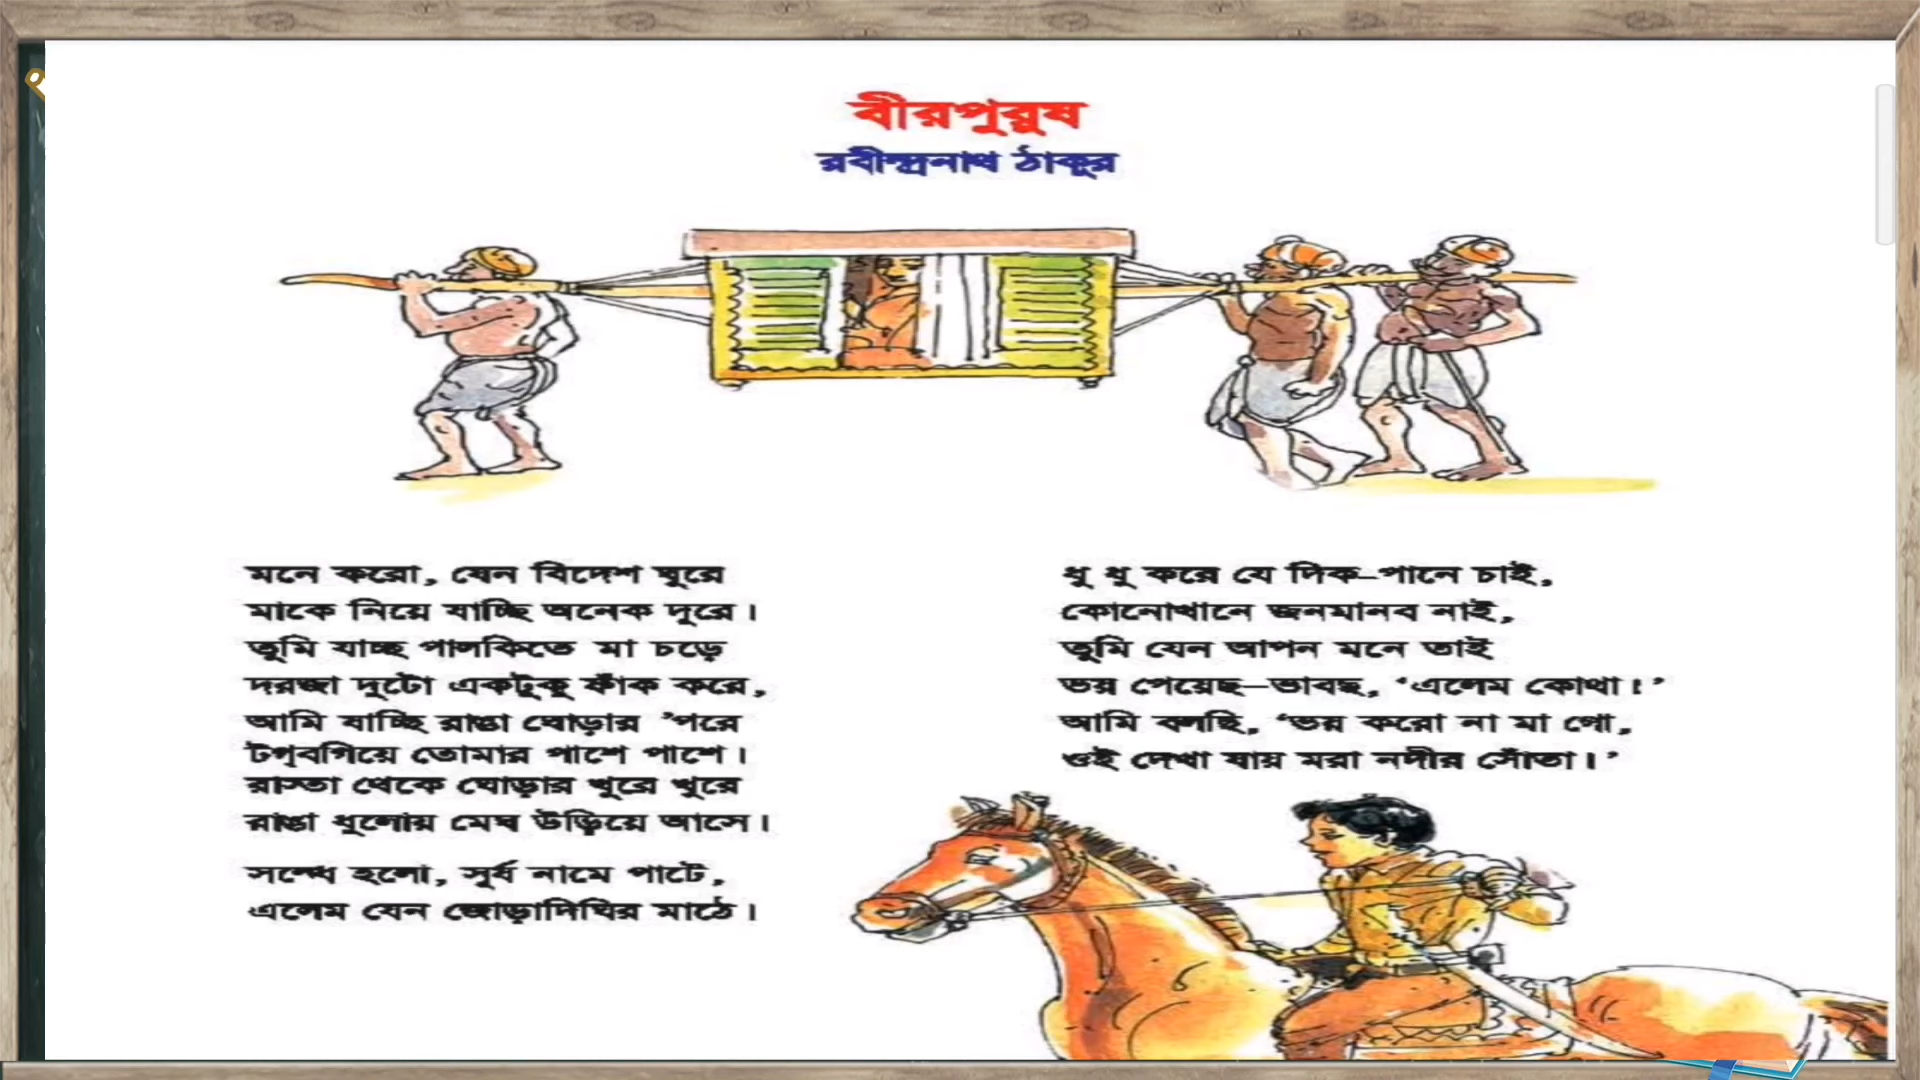 বীরপুরুষ
রবীন্দ্রনাথ ঠাকুর
মনে করো, যেন বিদেশ ঘুরে
মাকে নিয়ে যাচ্ছি অনেক দূরে।
তুমি যাচ্ছ পালকিতে মা চড়ে
দরজা দুটো একটুকু ফাঁক করে,
আমি যাচ্ছি রাঙা ঘোড়ার ’পরে
টগ্‌বগিয়ে তোমার পাশে পাশে।
রাস্তা থেকে ঘোড়ার খুরে খুরে
রাঙা ধুলোয় মেঘ উড়িয়ে আসে।
সন্ধে হলো, সূর্য নামে পাটে,
এলেম যেন জোড়াদিঘির মাঠে।
ধু ধু করে যে দিক-পানে চাই,
কোনোখানে জনমানব নাই,
তুমি যেন আপন মনে তাই
ভয় পেয়েছ–ভাবছ, ‘এলেম কোথা।’
আমি বলছি, ‘ভয় করো না মা গো,
ওই দেখা যায় মরা নদীর সোঁতা।’